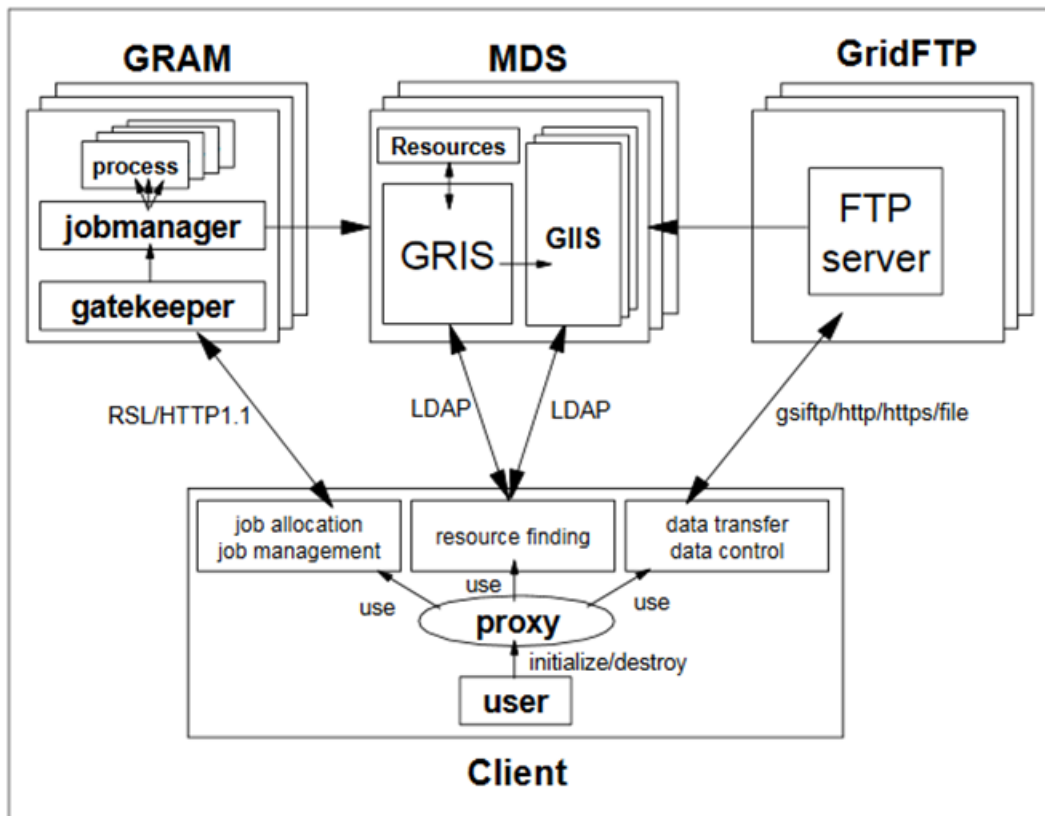 GRAM
MDS
GridFTP
process
jobmanager
gatekeeper
Resources
GRIS
GIIS
FTP
server
RSL/HTTP1.1
LDAP
LDAP
gsiftp/http/https/file
job allocation
job management
resource finding
data transfer
data control
use
use
use
proxy
initialize/destroy
user
Client